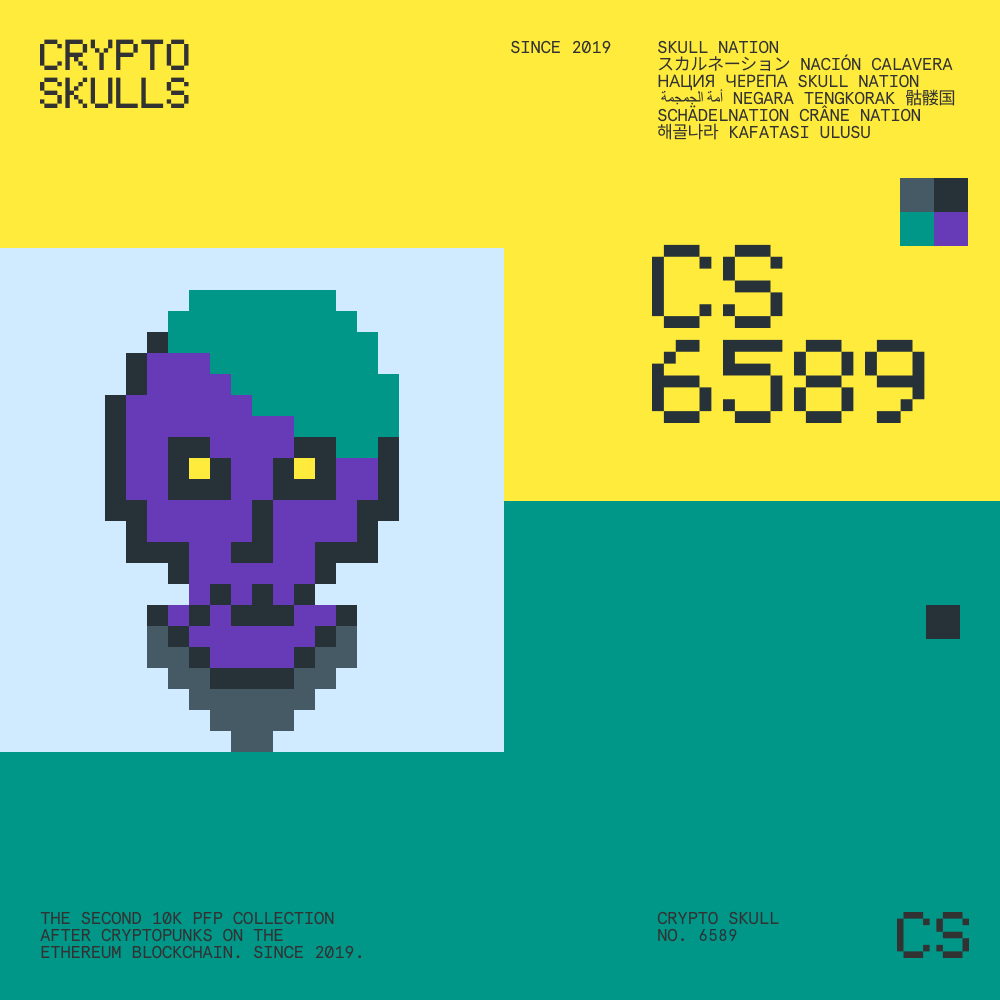 CRYPTO
SKULLS
SINCE 2019
SKULL NATION
スカルネーション NACIÓN CALAVERA
НАЦИЯ ЧЕРЕПА SKULL NATION
أمة الجمجمة NEGARA TENGKORAK 骷髅国
SCHÄDELNATION CRÂNE NATION
해골나라 KAFATASI ULUSU
CS
6589
THE SECOND 10K PFP COLLECTION
AFTER CRYPTOPUNKS ON THE
ETHEREUM BLOCKCHAIN. SINCE 2019.
CRYPTO SKULL
NO. 6589
CS